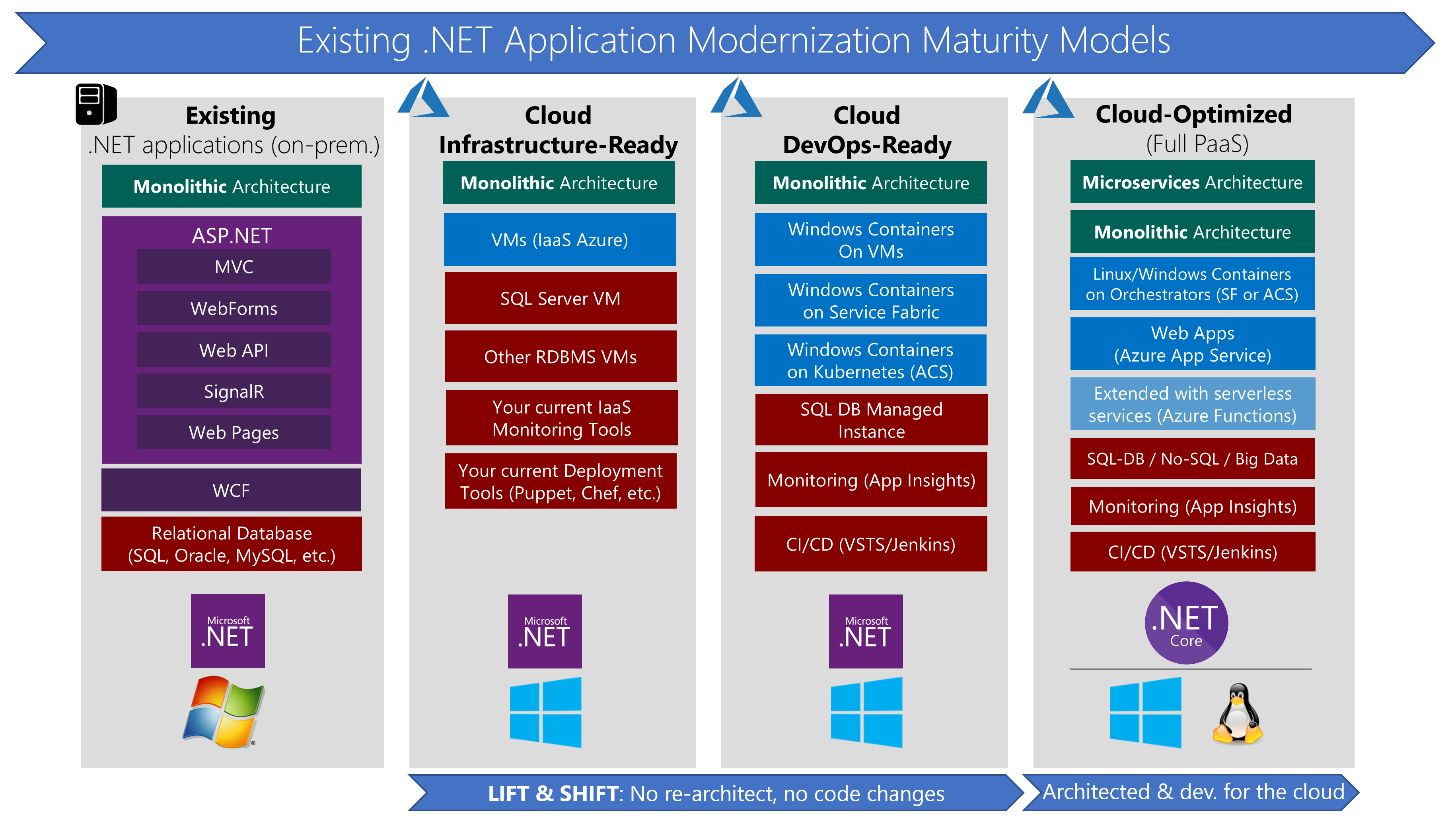 Existing .NET Application Modernization Maturity Models
Existing
.NET applications (on-prem.)
Monolithic Architecture
ASP.NET
MVC
WebForms
Web API
SignalR
Web Pages
WCF
Relational Database
(SQL, Oracle, MySQL, etc.)
Microsoft
.NET
®
Cloud
Infrastructure-Ready
Monolithic Architecture
VMs (IaaS Azure)
SQL Server VM
Other RDBMS VMs
Your current IaaS
Monitoring Tools
Your current Deployment
Tools (Puppet, Chef, etc.)
Microsoft
.NET
Cloud
DevOps-Ready
Monolithic Architecture
Windows Containers
On VMs
Windows Containers
on Service Fabric
Windows Containers
on Kubernetes (ACS)
SQL DB Managed
Instance
Monitoring (App Insights)
CI/CD (VSTS/Jenkins)
Microsoft
.NET
Cloud-Optimized
(Full PaaS)
Microservices Architecture
Monolithic Architecture
Linux/Windows Containers
on Orchestrators (SF or ACS)
Web Apps
(Azure App Service)
Extended with serverless
services (Azure Functions)
SQL-DB / No-SQL / Big Data
Monitoring (App Insights)
CI/CD (VSTS/Jenkins)
.NET
Core
LIFT & SHIFT: No re-architect, no code changes
Architected & dev. for the cloud